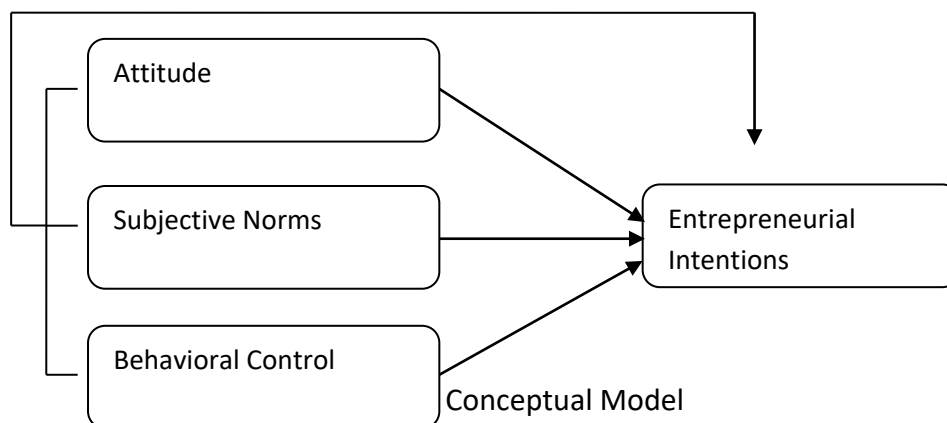 Attitude
Subjective Norms
Entrepreneurial
Intentions
Behavioral Control
Conceptual Model